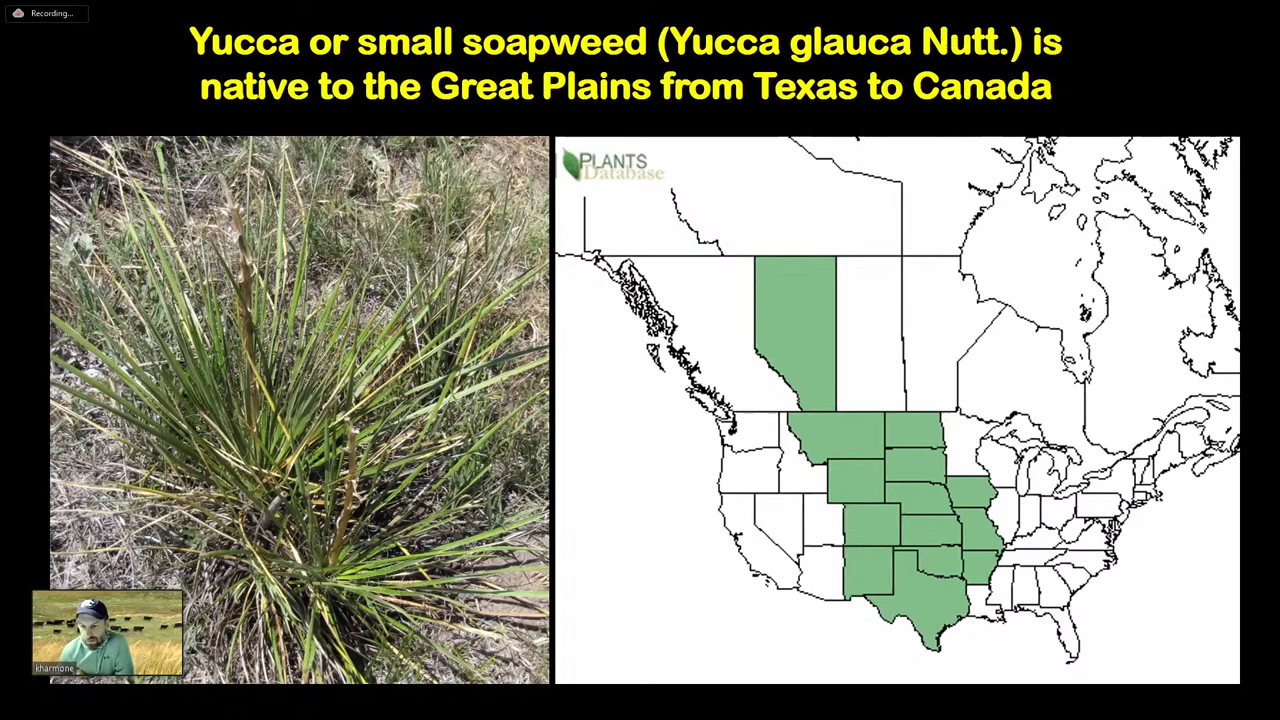 Recording...
Yucca or small soapweed (Yucca glauca Nutt.) is
native to the Great Plains from Texas to Canada
PLANTS
Database
kharmone